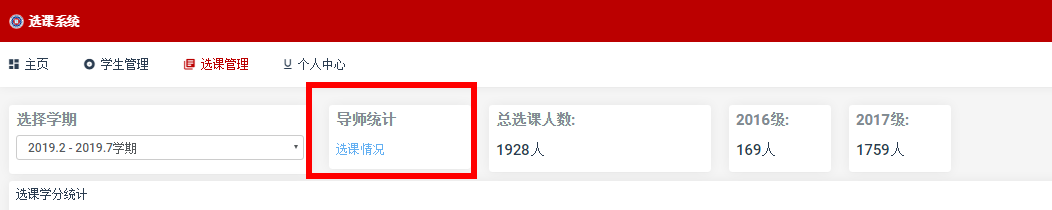 选课系统
主页 学生管理 选课管理 个人中心
选择学期
2019.2 - 2019.7学期
导师统计
选课情况
总选课人数:
1928人
2016级:
169人
2017级:
1759人
选课学分统计